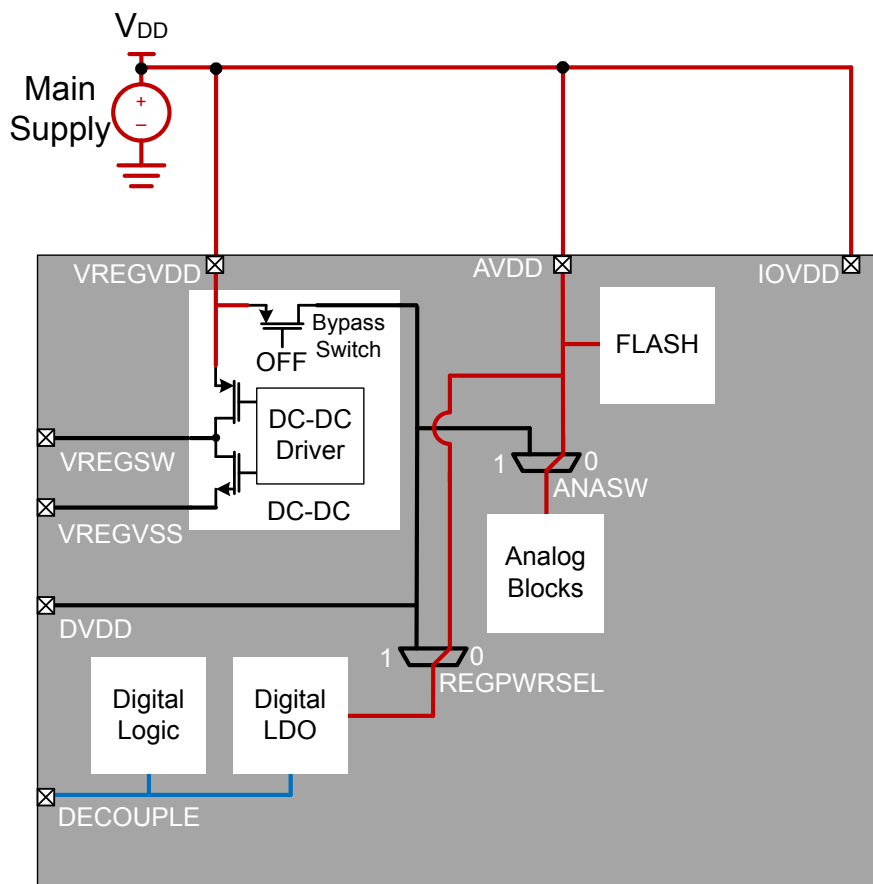 VDD
Main
Supply
+
–
VREGVDD
AVDD
IOVDD
Bypass
Switch
OFF
FLASH
DC-DC
Driver
VREGSW
1
0
ANASW
DC-DC
VREGVSS
Analog
Blocks
DVDD
1
0
REGPWRSEL
Digital
Logic
Digital
LDO
DECOUPLE